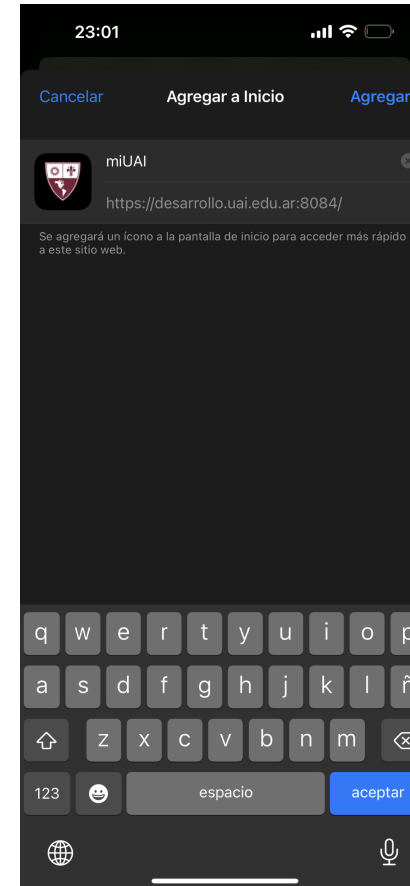 23:01
Cancelar Agregar a Inicio Agregar
miUAI
https://desarrollo.uai.edu.ar:8084/
Se agregará un ícono a la pantalla de inicio para acceder más rápido
a este sitio web.
q w e r t y u i o p
a s d f g h j k l ñ
z x c v b n m
123 espacio aceptar